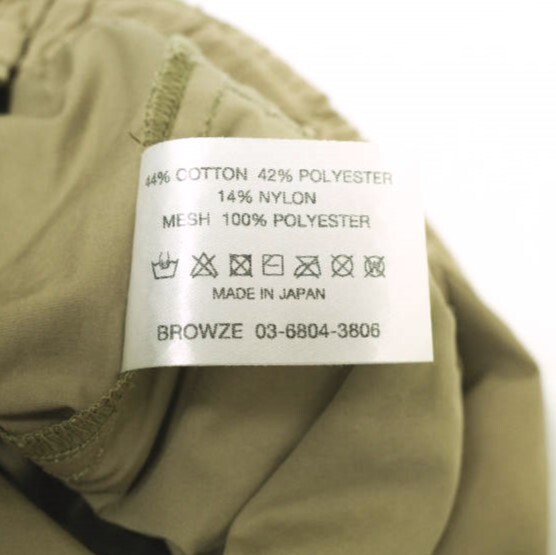 44% COTTON 42% POLYESTER
14% NYLON
MESH 100% POLYESTER
MADE IN JAPAN
BROWZE 03-6804-3806